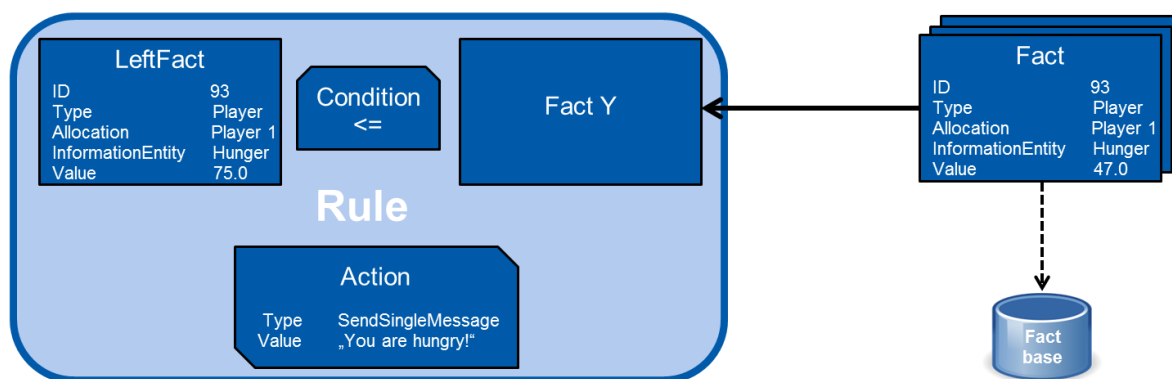 LeftFact
ID 93
Type Player
Allocation Player 1
InformationEntity Hunger
Value 75.0
Condition
<=
Fact Y
Fact
ID 93
Type Player
Allocation Player 1
InformationEntity Hunger
Value 47.0
Rule
Action
Type SendSingleMessage
Value „You are hungry!“
Fact
base